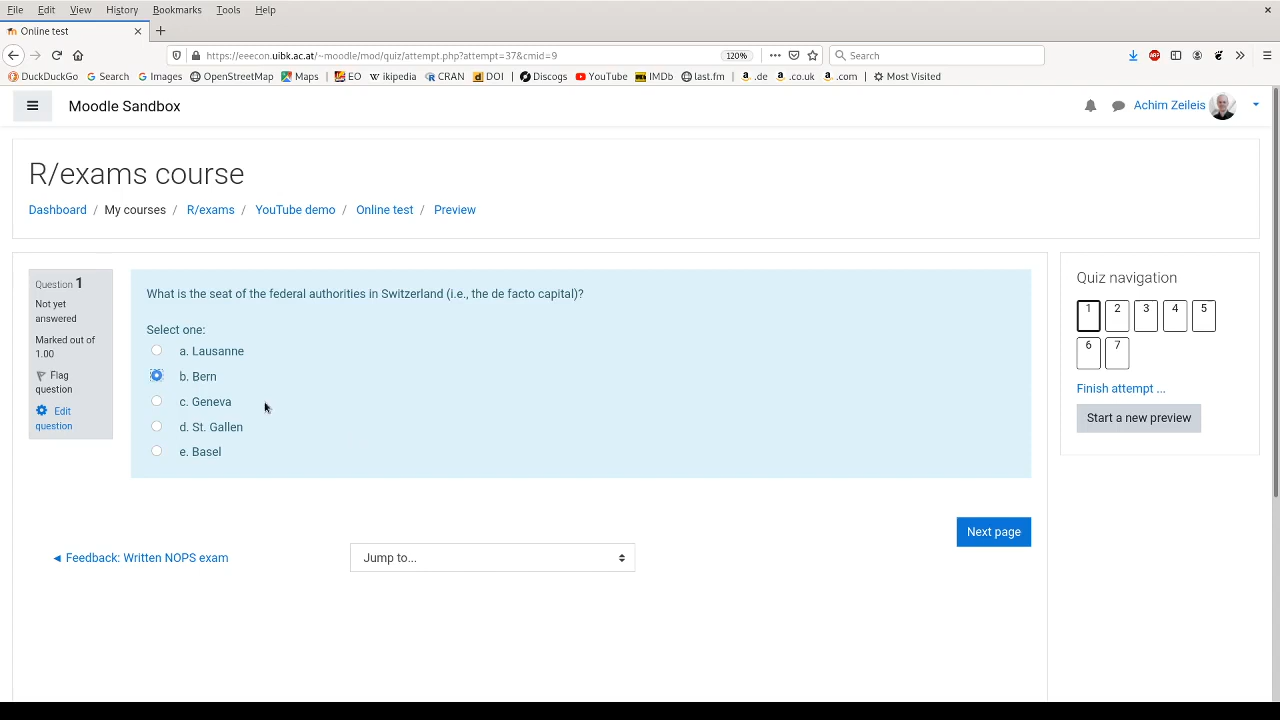 File Edit View History Bookmarks Tools Help
Online test
https://eeecon.uibk.ac.at/~moodle/mod/quiz/attempt.php?attempt=37&cmid=9 120% Search
DuckDuckGo Search Images OpenStreetMap Maps EO Wikipedia CRAN DOI Discogs YouTube IMDb last.fm .de .co.uk .com Most Visited
Moodle Sandbox
Achim Zeileis
R/exams course
Dashboard / My courses / R/exams / YouTube demo / Online test / Preview
Question 1
Not yet
answered
Marked out of
1.00
Flag
question
Edit
question
What is the seat of the federal authorities in Switzerland (i.e., the de facto capital)?
Select one:
a. Lausanne
b. Bern
c. Geneva
d. St. Gallen
e. Basel
Next page
◄ Feedback: Written NOPS exam
Jump to...
Quiz navigation
1 2 3 4 5
6 7
Finish attempt ...
Start a new preview